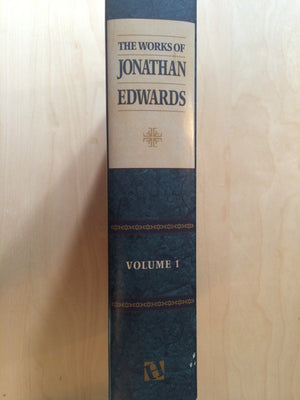 THE WORKS OF
JONATHAN
EDWARDS
VOLUME 1